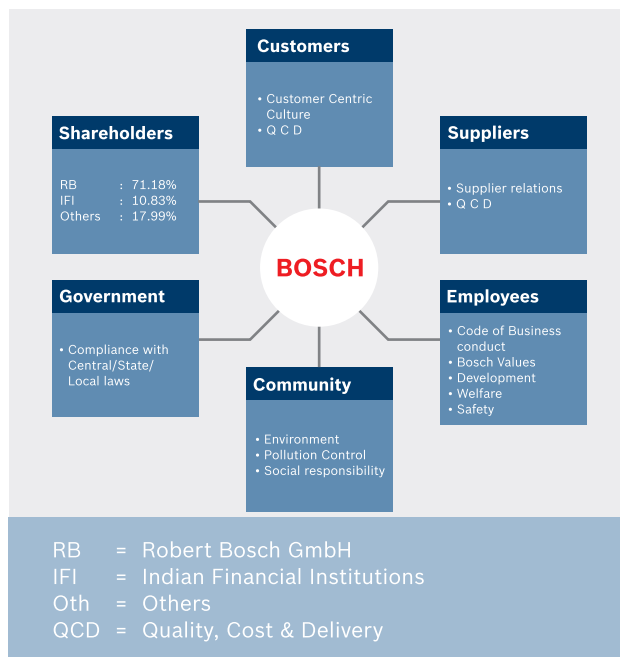 Customers
• Customer Centric
Culture
• Q C D
Shareholders
RB : 71.18%
IFI : 10.83%
Others : 17.99%
Suppliers
• Supplier relations
• Q C D
BOSCH
Government
• Compliance with
Central/State/
Local laws
Employees
• Code of Business
conduct
• Bosch Values
• Development
• Welfare
• Safety
Community
• Environment
• Pollution Control
• Social responsibility
RB = Robert Bosch GmbH
IFI = Indian Financial Institutions
Oth = Others
QCD = Quality, Cost & Delivery